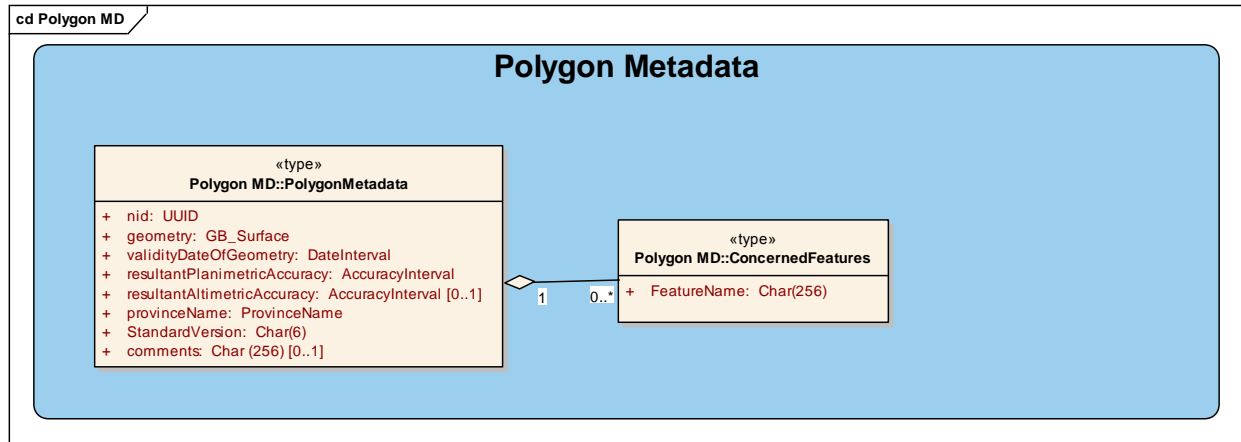 cd Polygon MD
Polygon Metadata
«type»
Polygon MD::PolygonMetadata
+ nid: UUID
+ geometry: GB_Surface
+ validityDateOfGeometry: DateInterval
+ resultantPlanimetricAccuracy: AccuracyInterval
+ resultantAltimetricAccuracy: AccuracyInterval [0..1]
+ provinceName: ProvinceName
+ StandardVersion: Char(6)
+ comments: Char (256) [0..1]
«type»
Polygon MD::ConcernedFeatures
+ FeatureName: Char(256)
1
0..*